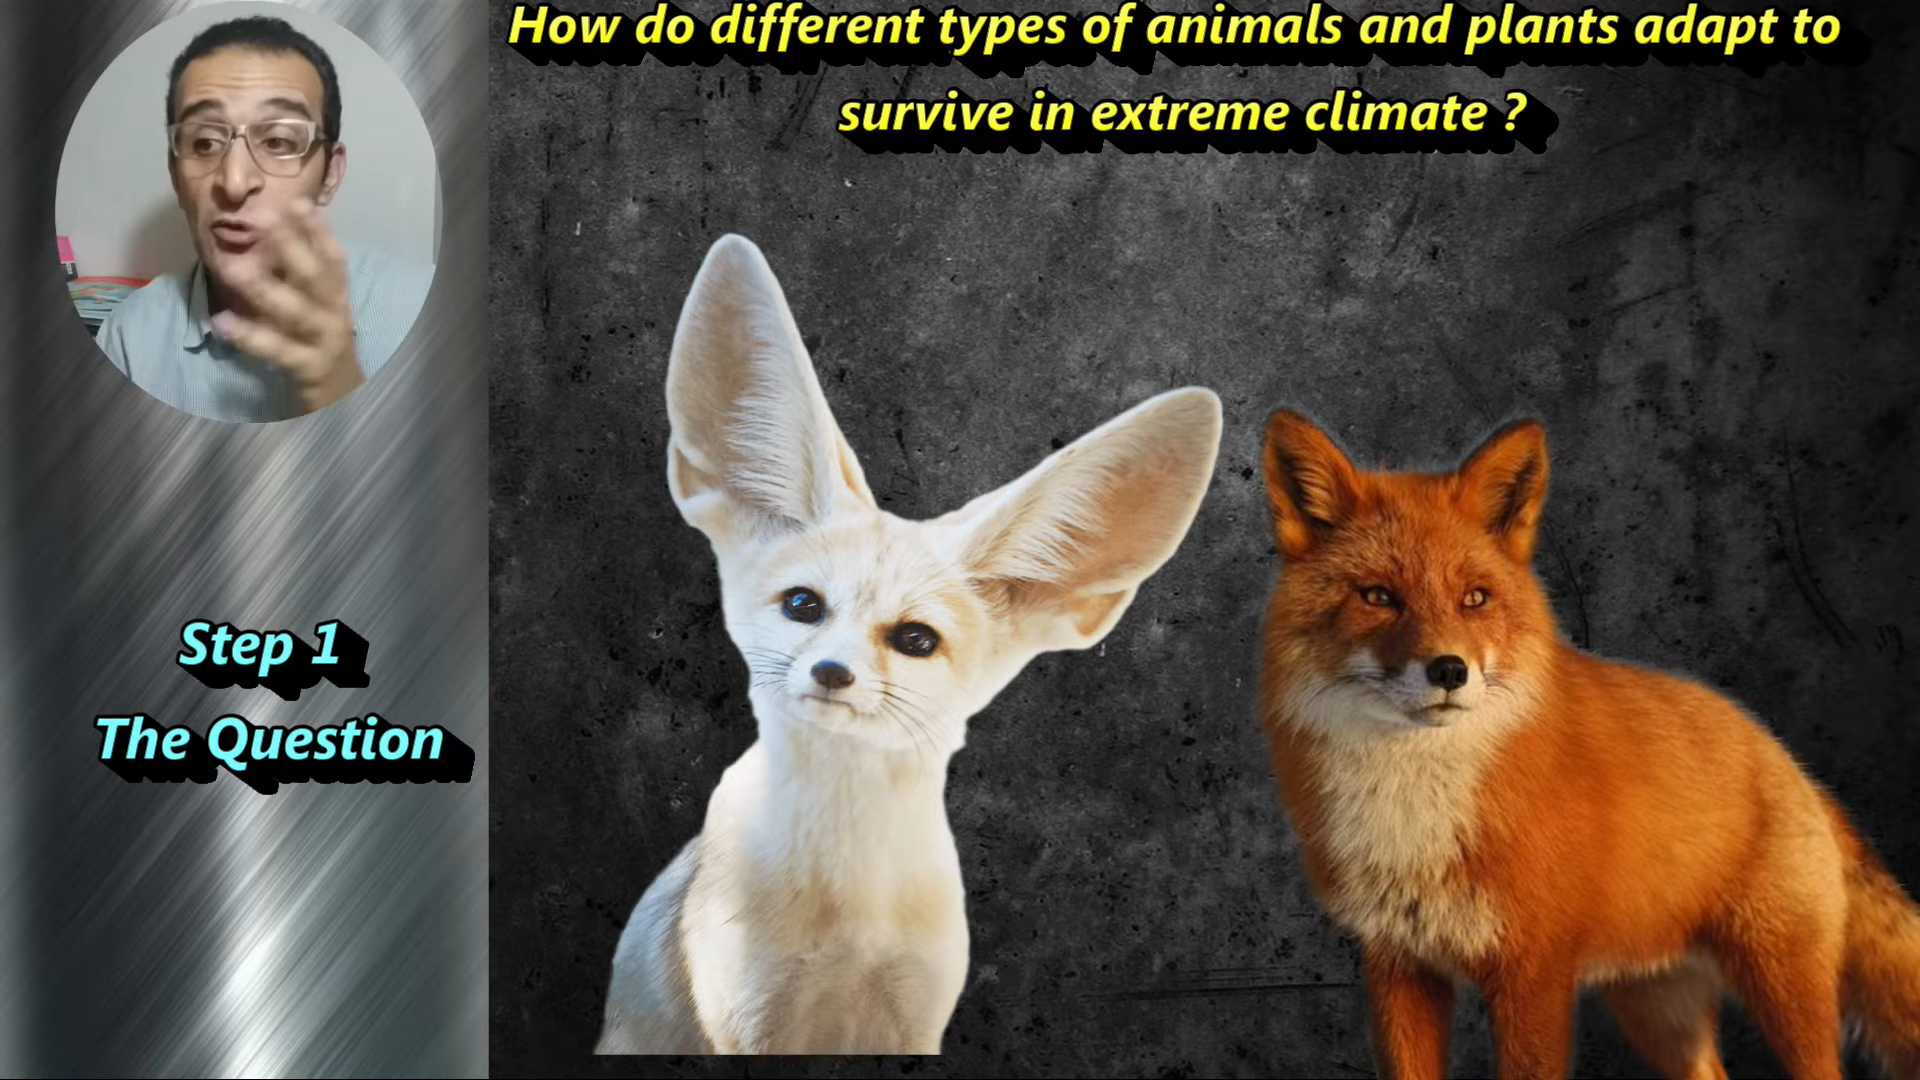 How do different types of animals and plants adapt to
survive in extreme climate ?
Step 1
The Question